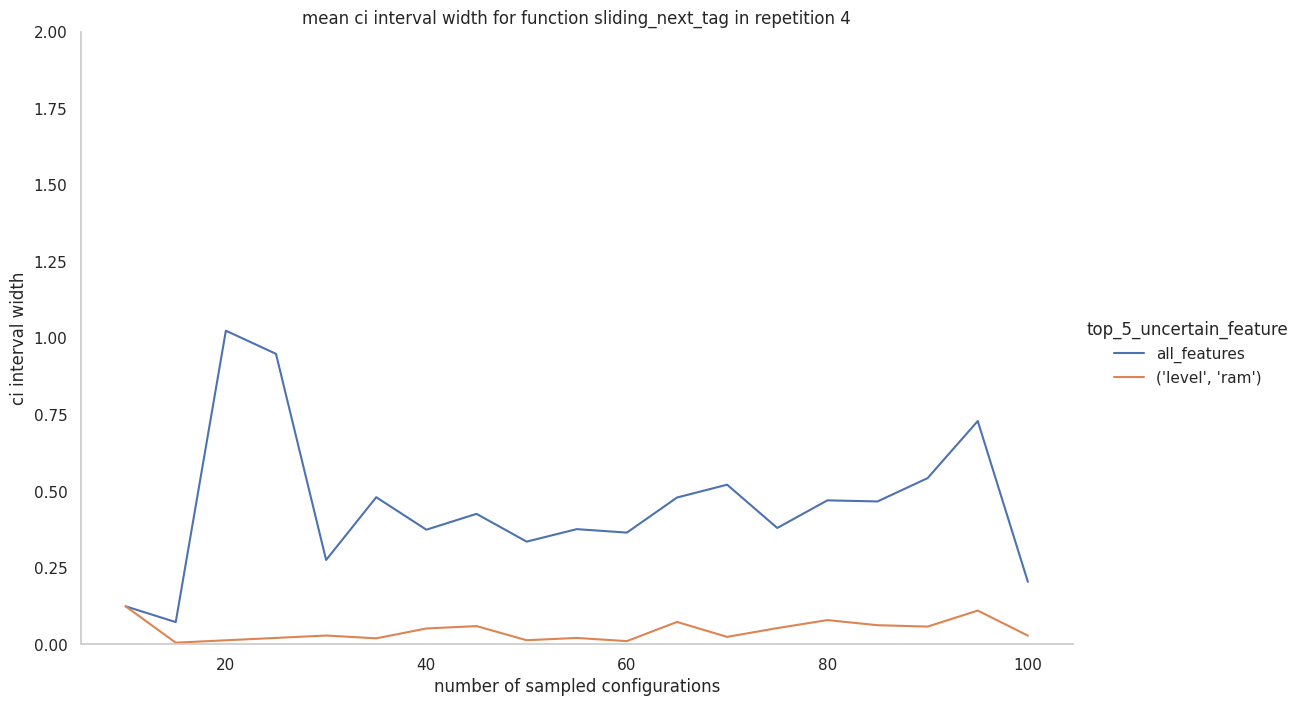 mean ci interval width for function sliding_next_tag in repetition 4
2.00
1.75
1.50
1.25
1.00
0.75
0.50
0.25
0.00
ci interval width
20
40
60
80
100
number of sampled configurations
top_5_uncertain_feature
all_features
('level', 'ram')